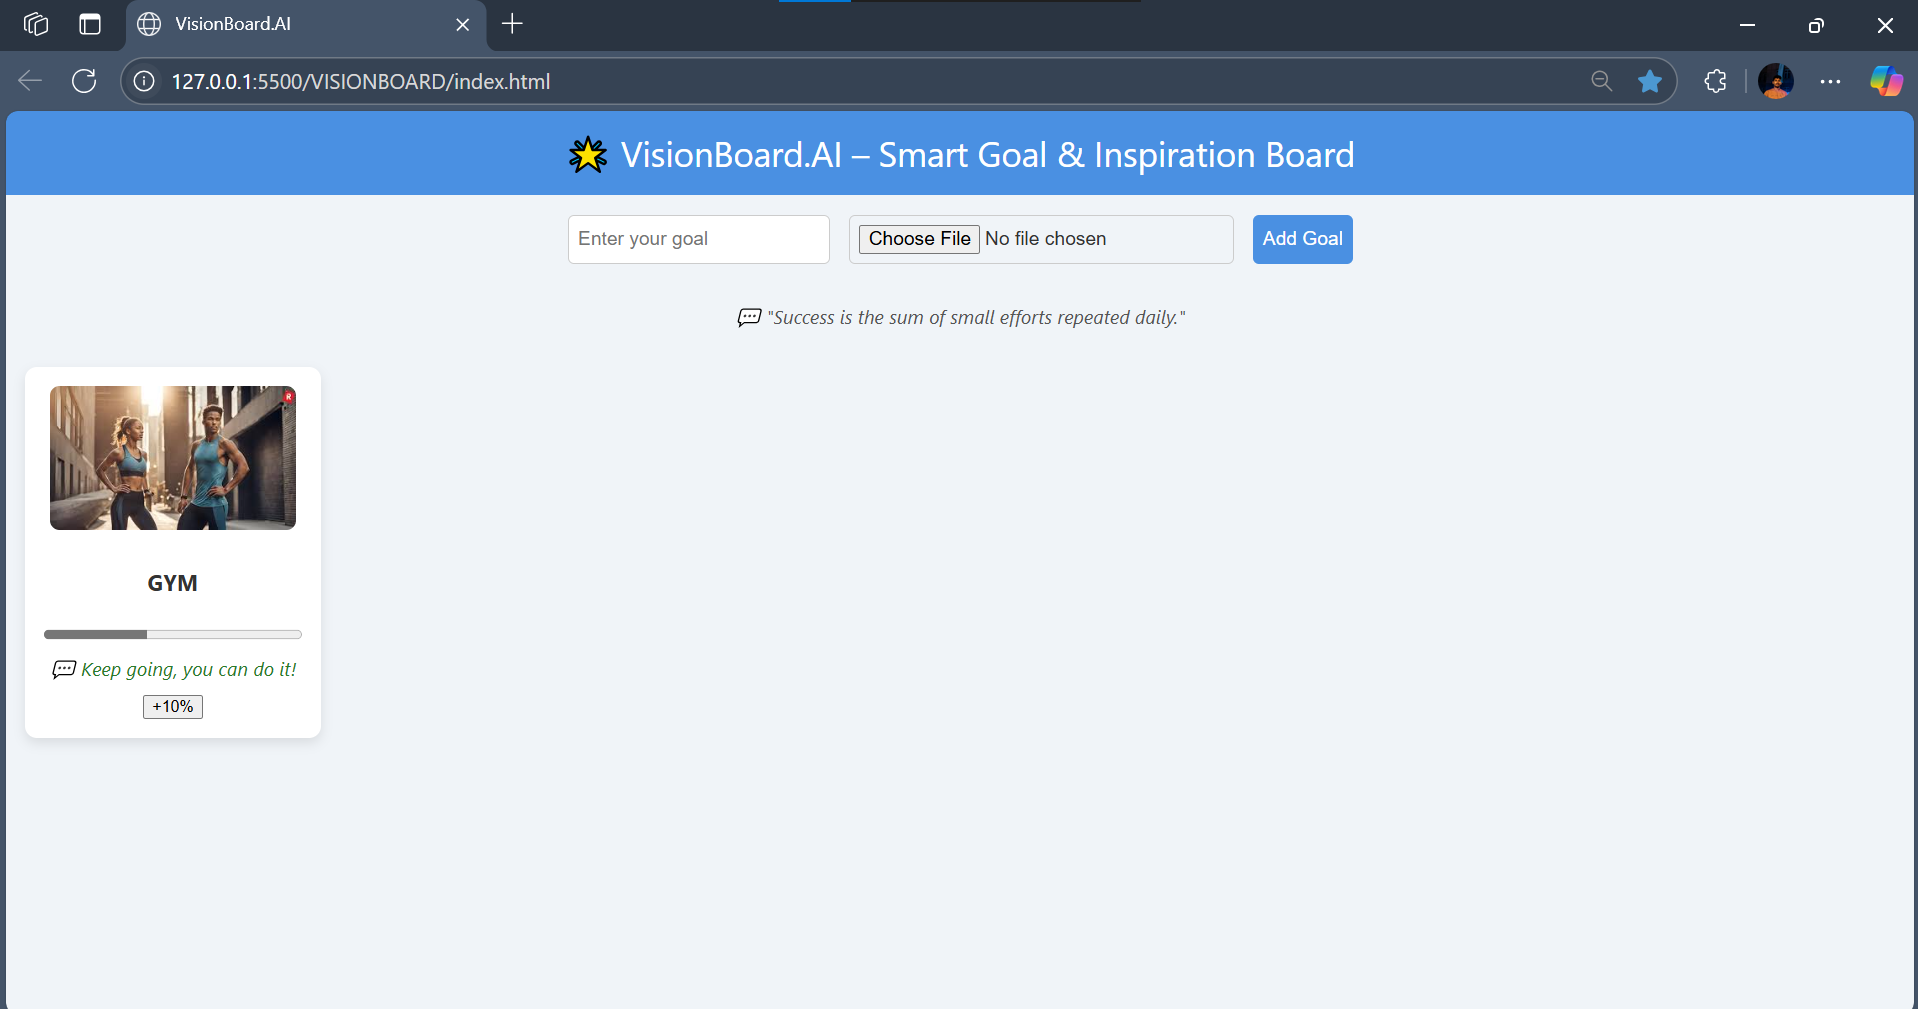 VisionBoard.AI
127.0.0.1:5500/VISIONBOARD/index.html
VisionBoard.AI – Smart Goal & Inspiration Board
Enter your goal
Choose File No file chosen
Add Goal
"Success is the sum of small efforts repeated daily."
R
GYM
Keep going, you can do it!
+10%